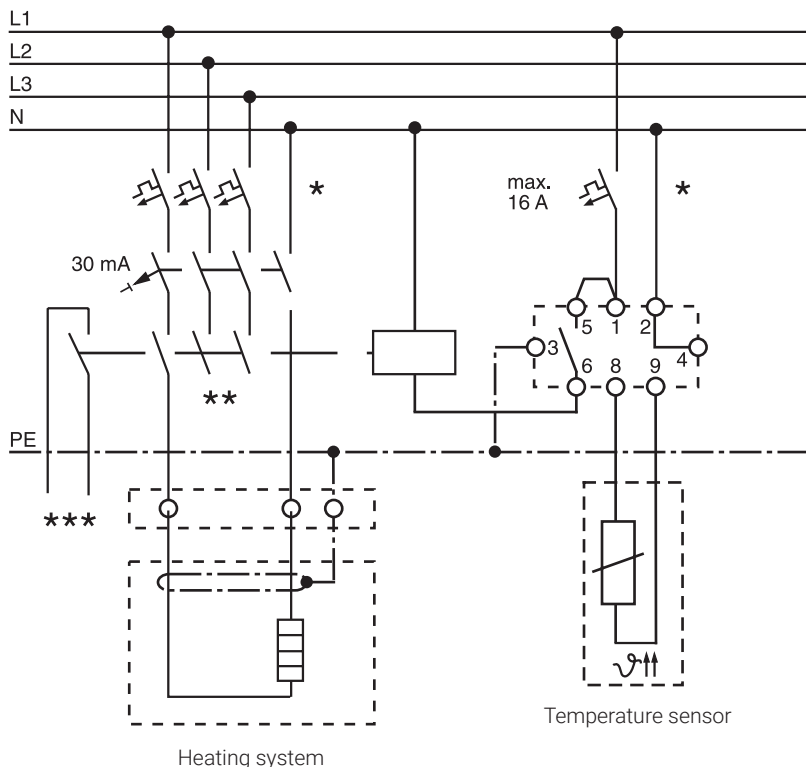 L1
L2
L3
N
*
max.
16 A
*
30 mA
5 1 2
3
4
6 8 9
**
PE
***
ϑ↑↑
Temperature sensor
Heating system